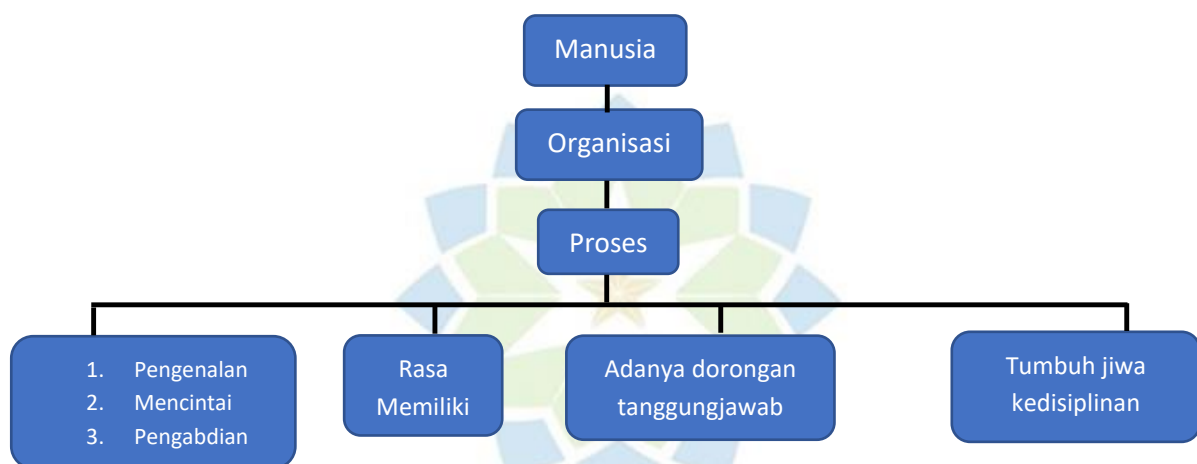 Manusia
Organisasi
Proses
1. Pengenalan
2. Mencintai
3. Pengabdian
Rasa
Memiliki
Adanya dorongan
tanggungjawab
Tumbuh jiwa
kedisiplinan